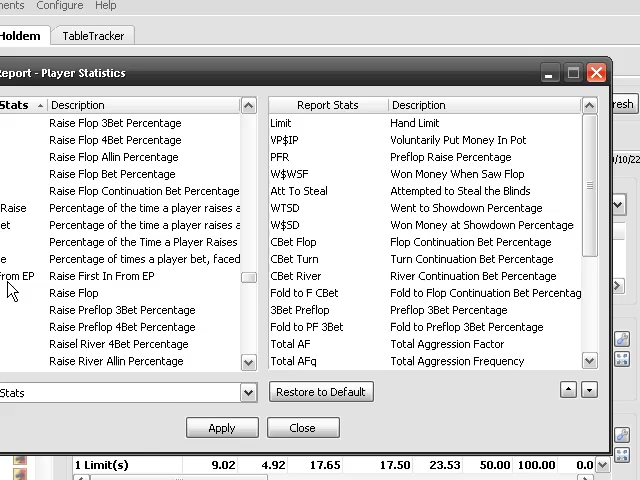 ments Configure Help
Holdem TableTracker
Report - Player Statistics
Stats Description Report Stats Description
Raise Flop 3Bet Percentage Limit Hand Limit
Raise Flop 4Bet Percentage VP$IP Voluntarily Put Money In Pot
Raise Flop Allin Percentage PFR Preflop Raise Percentage
resh
Raise Flop Bet Percentage W$WSF Won Money When Saw Flop
/10/22
Raise Flop Continuation Bet Percentage Att To Steal Attempted to Steal the Blinds
Raise Percentage of the time a player raises a WTSD Went to Showdown Percentage
et Percentage of the time a player raises a W$SD Won Money at Showdown Percentage
Percentage of the Time a Player Raises CBet Flop Flop Continuation Bet Percentage
e Percentage of times a player bet, faced CBet Turn Turn Continuation Bet Percentage
From EP Raise First In From EP CBet River River Continuation Bet Percentage
Raise Flop Fold to F CBet Fold to Flop Continuation Bet Percentag
Raise Preflop 3Bet Percentage 3Bet Preflop Preflop 3Bet Percentage
Raise Preflop 4Bet Percentage Fold to PF 3Bet Fold to Preflop 3Bet Percentage
Raisel River 4Bet Percentage Total AF Total Aggression Factor
Raise River Allin Percentage Total AFq Total Aggression Frequency
Stats Restore to Default
Apply Close
1 Limit(s) 9.02 4.92 17.65 17.50 23.53 50.00 100.00 0.0